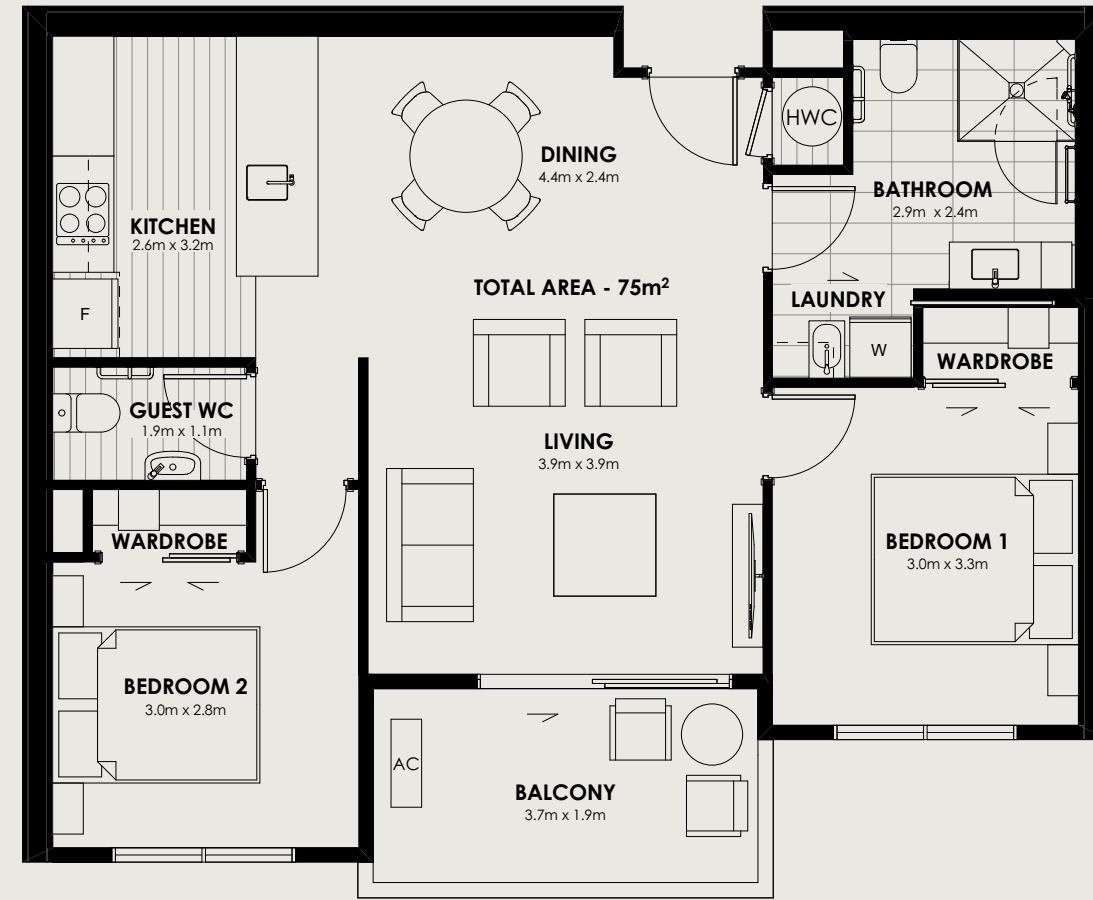 HWC
DINING
4.4m x 2.4m
BATHROOM
2.9m x 2.4m
KITCHEN
2.6m x 3.2m
TOTAL AREA - 75m²
LAUNDRY
F
W
WARDROBE
GUEST WC
1.9m x 1.1m
LIVING
3.9m x 3.9m
WARDROBE
BEDROOM 1
3.0m x 3.3m
BEDROOM 2
3.0m x 2.8m
AC
BALCONY
3.7m x 1.9m